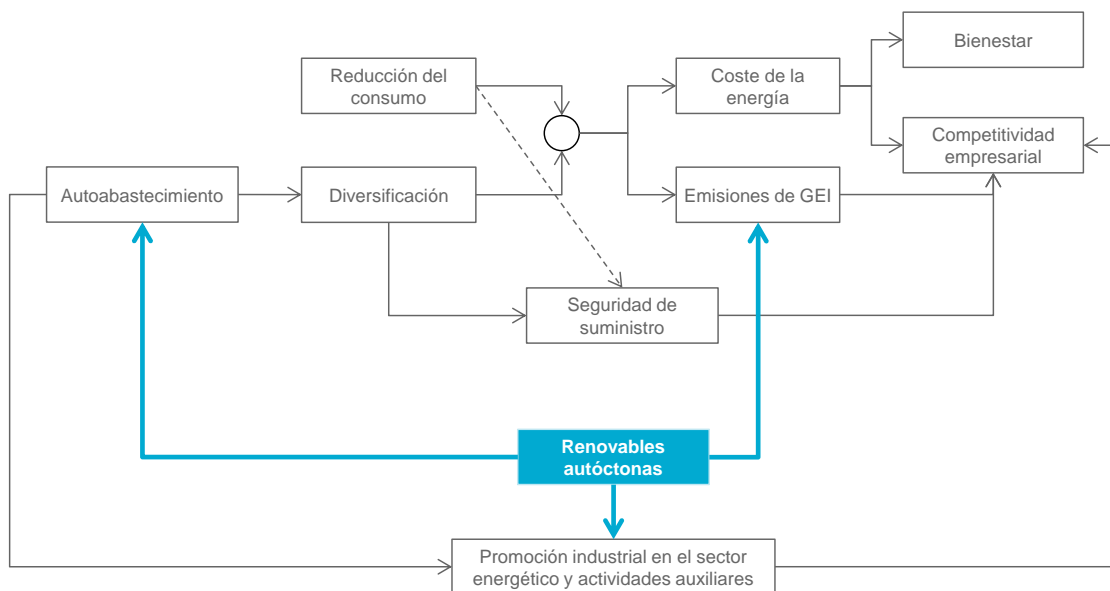 Bienestar
Reducción del
consumo
Coste de la
energía
Competitividad
empresarial
Autoabastecimiento
Diversificación
Emisiones de GEI
Seguridad de
suministro
Renovables
autóctonas
Promoción industrial en el sector
energético y actividades auxiliares